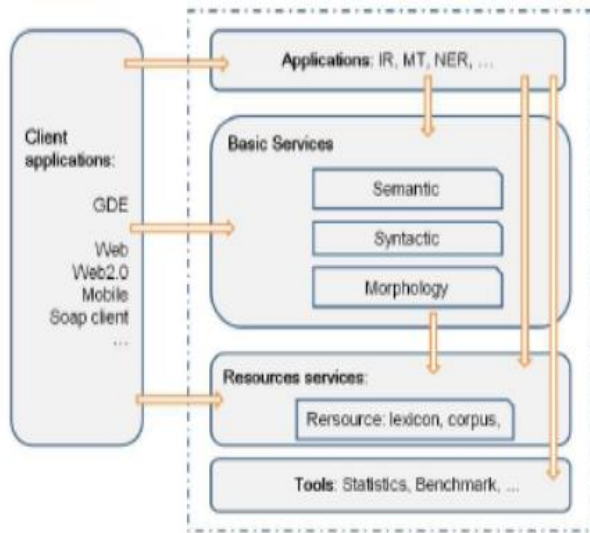 Client
applications:
GDE
Web
Web2.0
Mobile
Soap client
...
Applications: IR, MT, NER, ...
Basic Services
Semantic
Syntactic
Morphology
Resources services:
Rersource: lexicon, corpus,
Tools: Statistics, Benchmark, ...